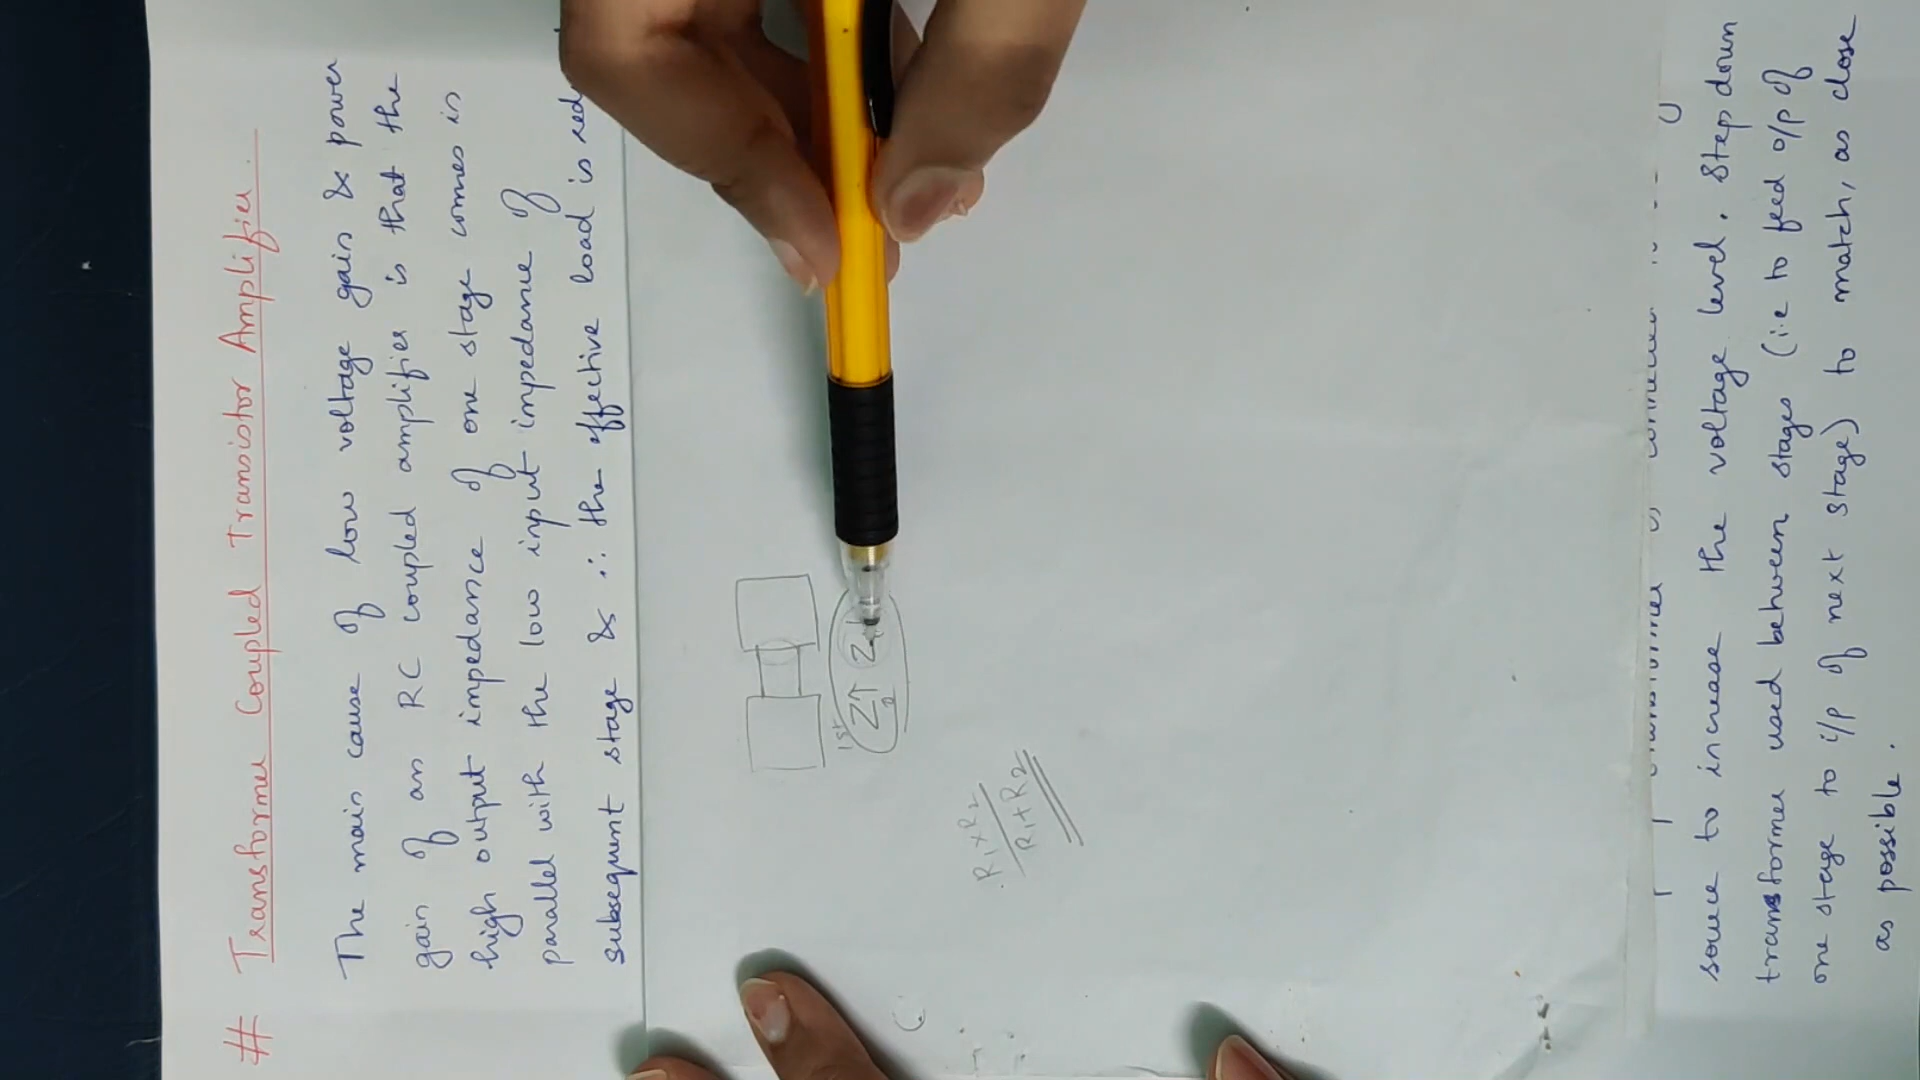 # Transformer Coupled Transistor Amplifier.
The main cause of low voltage gain & power
gain of an RC coupled amplifier is that the
high output impedance of one stage comes in
parallel with the low input impedance of
subsequent stage & ∴ the effective load is red
1st
Z0↑ Z
R1×R2
R1+R2
source to increase the voltage level. Step down
transformer used between stages (i.e to feed o/p of
one stage to i/p of next stage) to match, as close
as possible.